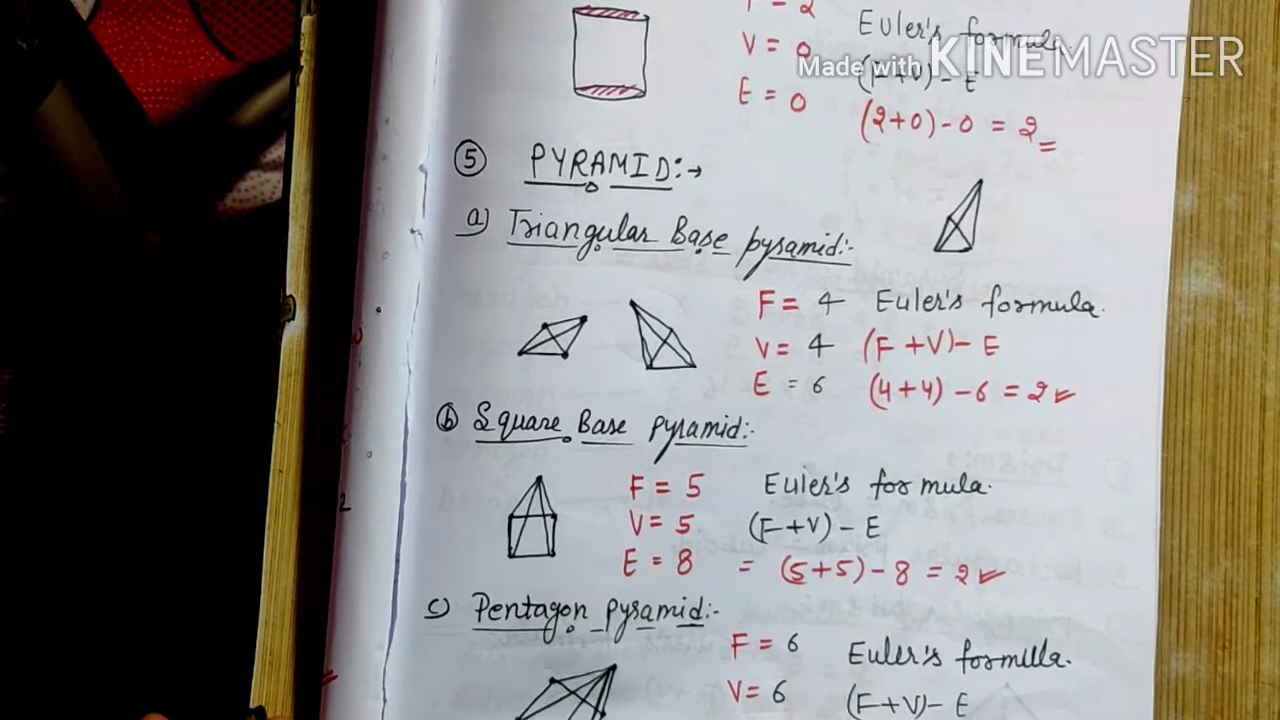 V = 0
E = 0
Euler's formula.
(F+V) - E
(2+0) - 0 = 2
Made with KINEMASTER
⑤ PYRAMID:→
a) Triangular Base pyramid:-
F = 4
V = 4
E = 6
Euler's formula.
(F+V) - E
(4+4) - 6 = 2✓
b) Square Base pyramid:-
F = 5
V = 5
E = 8
Euler's formula.
(F+V) - E
= (5+5) - 8 = 2✓
c) Pentagon pyramid:-
F = 6
V = 6
Euler's formula.
(F+V) - E